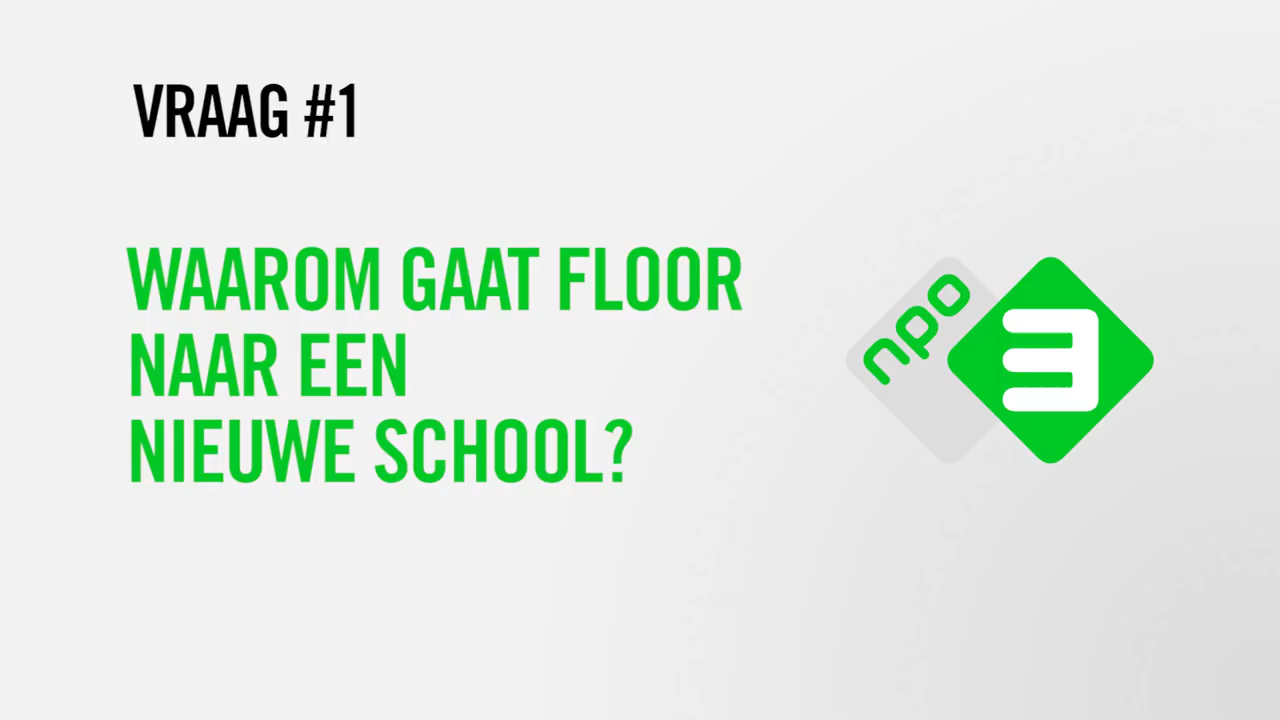 VRAAG #1
WAAROM GAAT FLOOR
NAAR EEN
NIEUWE SCHOOL?
npo 3